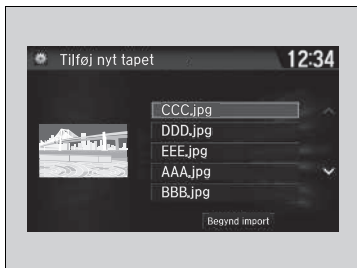 Tilføj nyt tapet
12:34
CCC.jpg
DDD.jpg
EEE.jpg
AAA.jpg
BBB.jpg
Begynd import